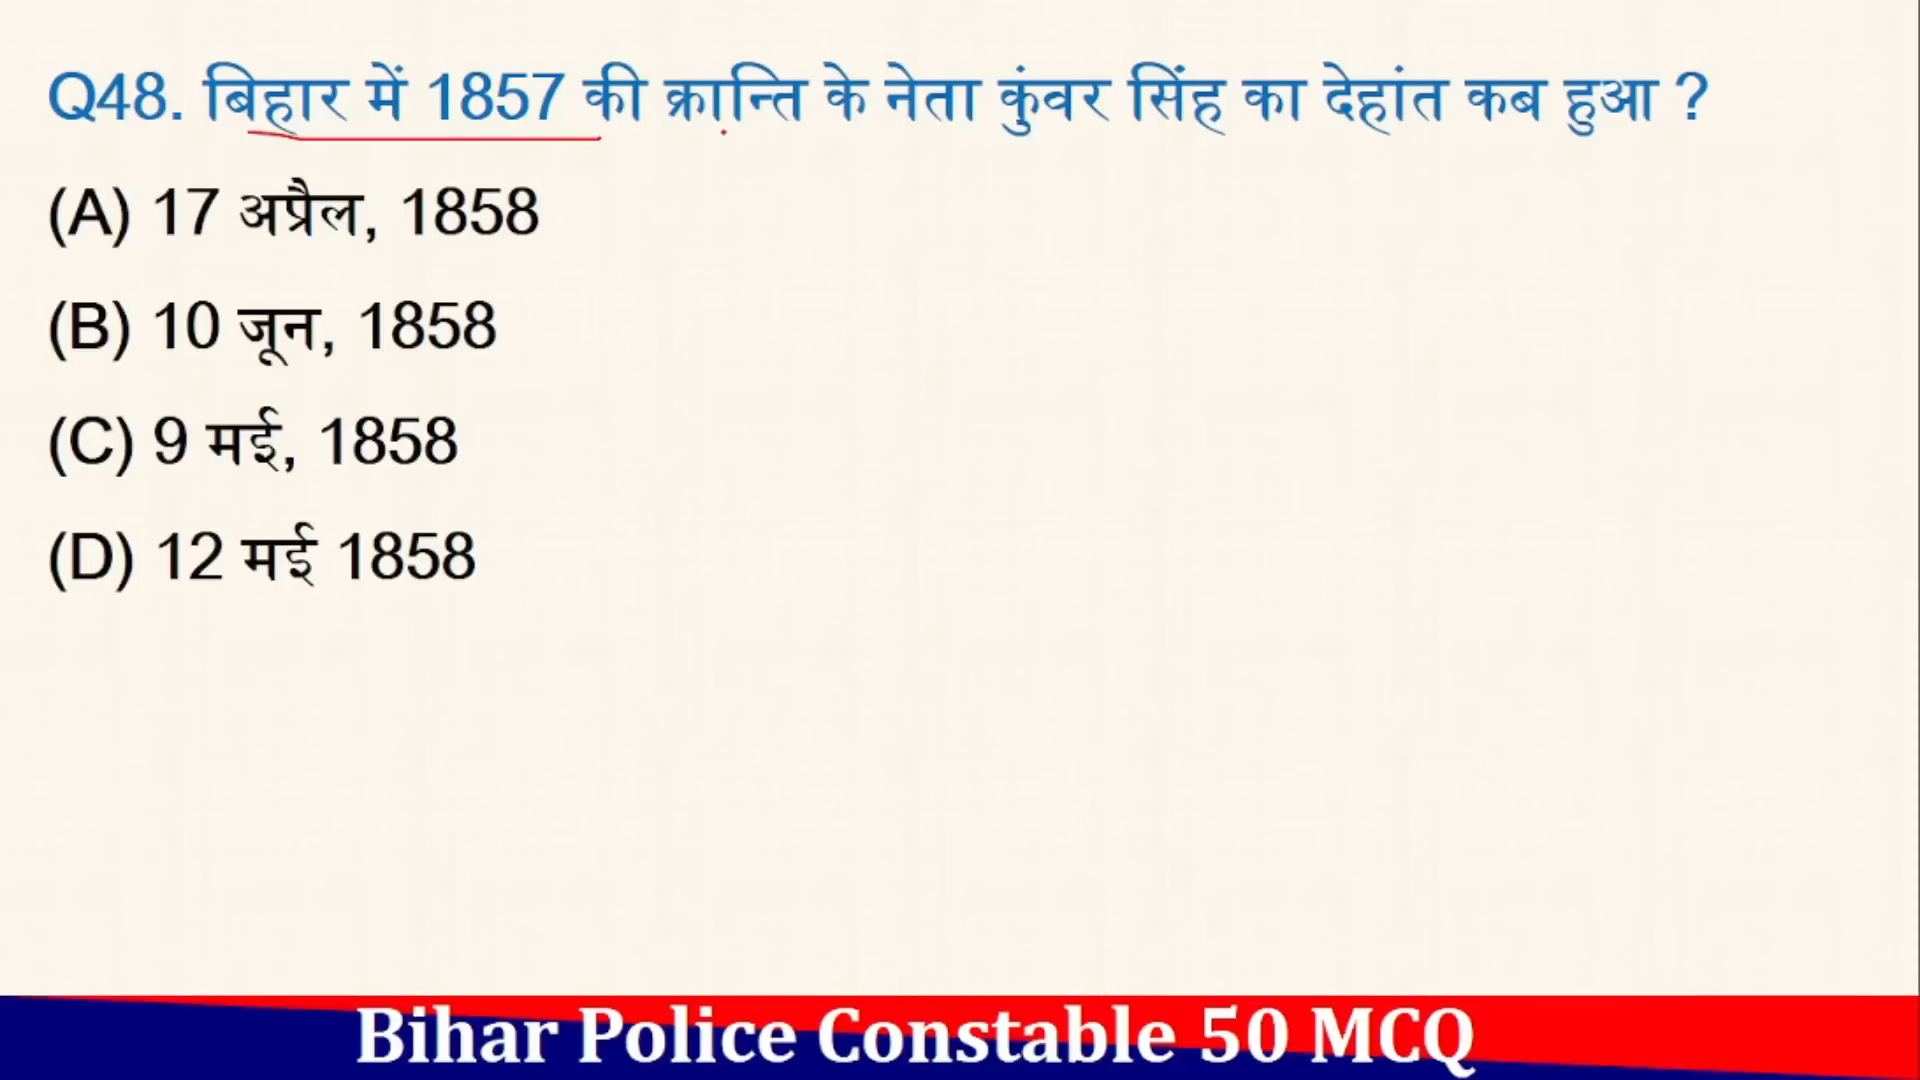 Q48. बिहार में 1857 की क्रान्ति के नेता कुंवर सिंह का देहांत कब हुआ ?
(A) 17 अप्रैल, 1858
(B) 10 जून, 1858
(C) 9 मई, 1858
(D) 12 मई 1858
Bihar Police Constable 50 MCQ